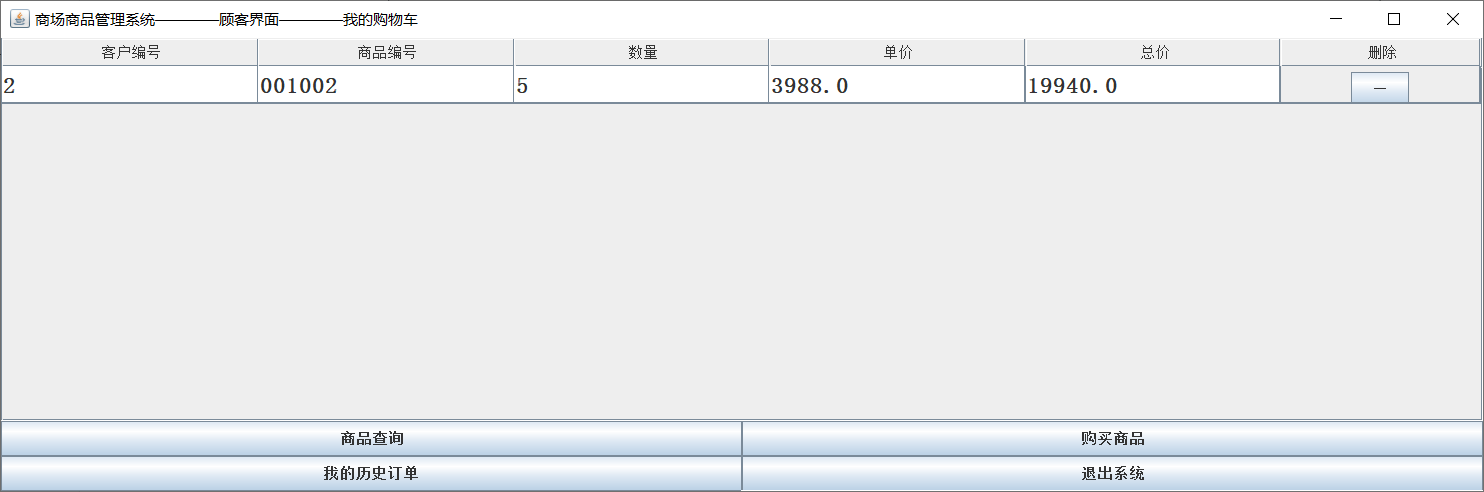 商场商品管理系统————顾客界面————我的购物车
客户编号 商品编号 数量 单价 总价 删除
2 001002 5 3988.0 19940.0 —
商品查询 购买商品
我的历史订单 退出系统